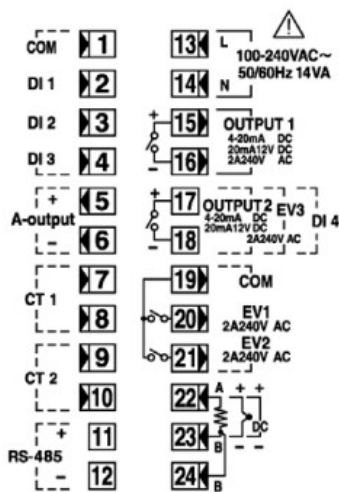 COM 1
DI 1 2
DI 2 3
DI 3 4
+ 5
A-output
- 6
CT 1 7
8
CT 2 9
10
+ 11
RS-485
- 12
13 L
100-240VAC~
50/60Hz 14VA
14 N
+ 15 OUTPUT 1
4-20mA DC
20mA12V DC
- 16 2A240V AC
+ 17 OUTPUT 2 EV3
4-20mA DC DI 4
20mA12V DC
- 18 2A240V AC
19 COM
20 EV1
2A240V AC
21 EV2
2A240V AC
22 A + +
23 B - - DC
24 B